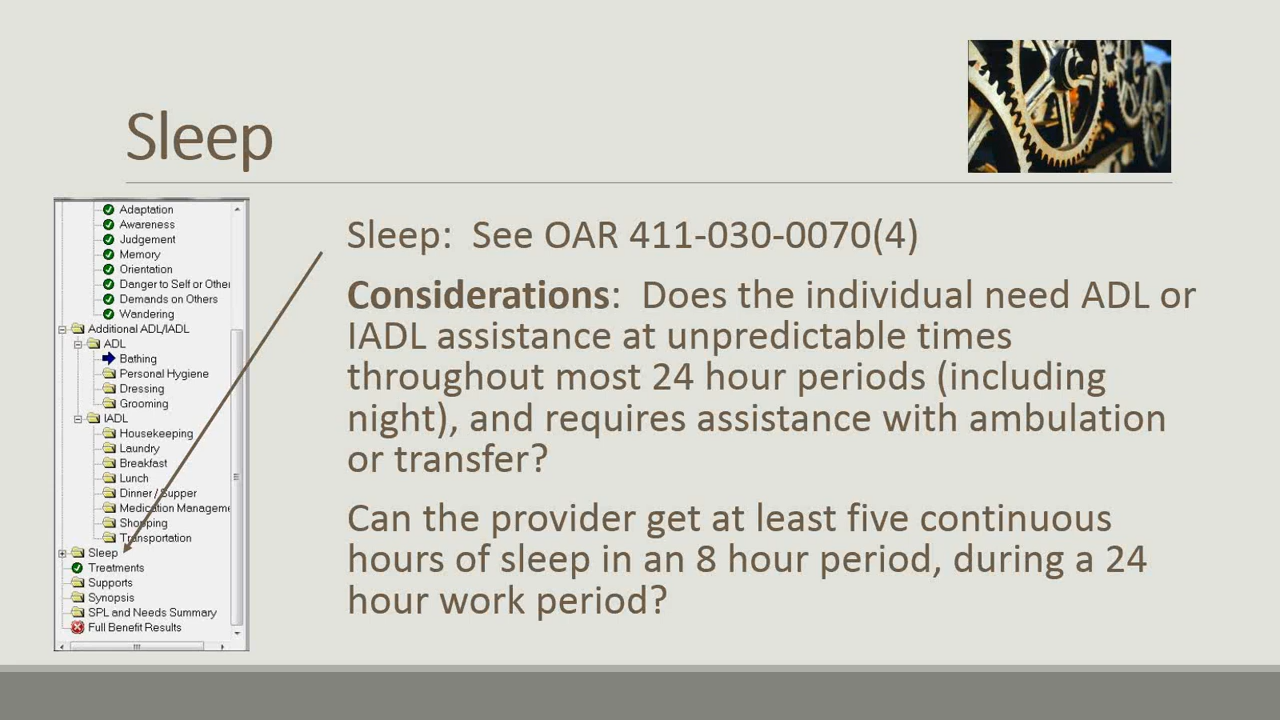 Sleep
Adaptation
Awareness
Judgement
Memory
Orientation
Danger to Self or Other
Demands on Others
Wandering
Additional ADL/IADL
ADL
Bathing
Personal Hygiene
Dressing
Grooming
IADL
Housekeeping
Laundry
Breakfast
Lunch
Dinner / Supper
Medication Manageme
Shopping
Transportation
Sleep
Treatments
Supports
Synopsis
SPL and Needs Summary
Full Benefit Results
Sleep: See OAR 411-030-0070(4)
Considerations: Does the individual need ADL or
IADL assistance at unpredictable times
throughout most 24 hour periods (including
night), and requires assistance with ambulation
or transfer?
Can the provider get at least five continuous
hours of sleep in an 8 hour period, during a 24
hour work period?